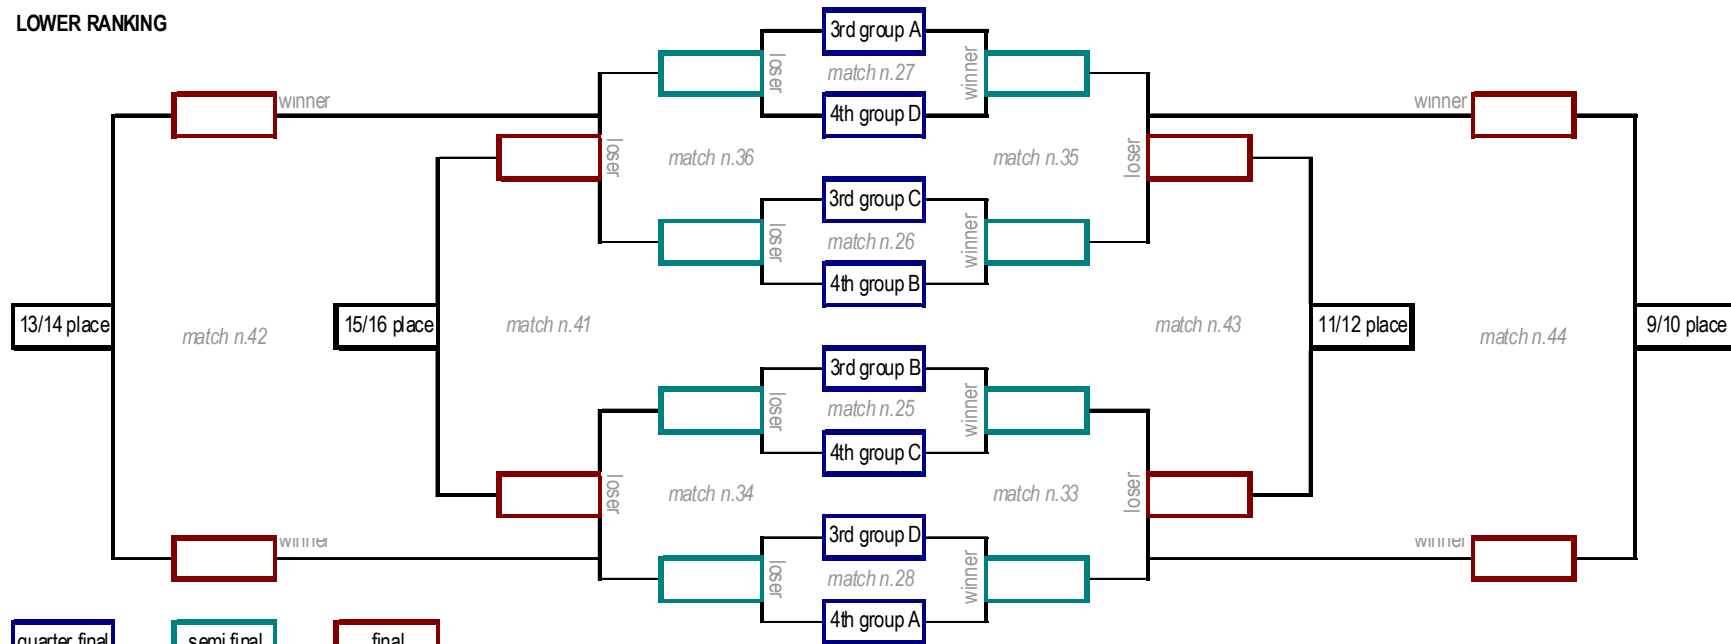 LOWER RANKING
3rd group A
loser
match n.27
winner
winner
winner
4th group D
loser
match n.36
match n.35
loser
3rd group C
loser
match n.26
winner
4th group B
13/14 place
match n.42
15/16 place
match n.41
match n.43
11/12 place
match n.44
9/10 place
3rd group B
loser
match n.25
winner
4th group C
loser
match n.34
match n.33
loser
3rd group D
winner
winner
loser
match n.28
winner
4th group A
quarter final
semi final
final